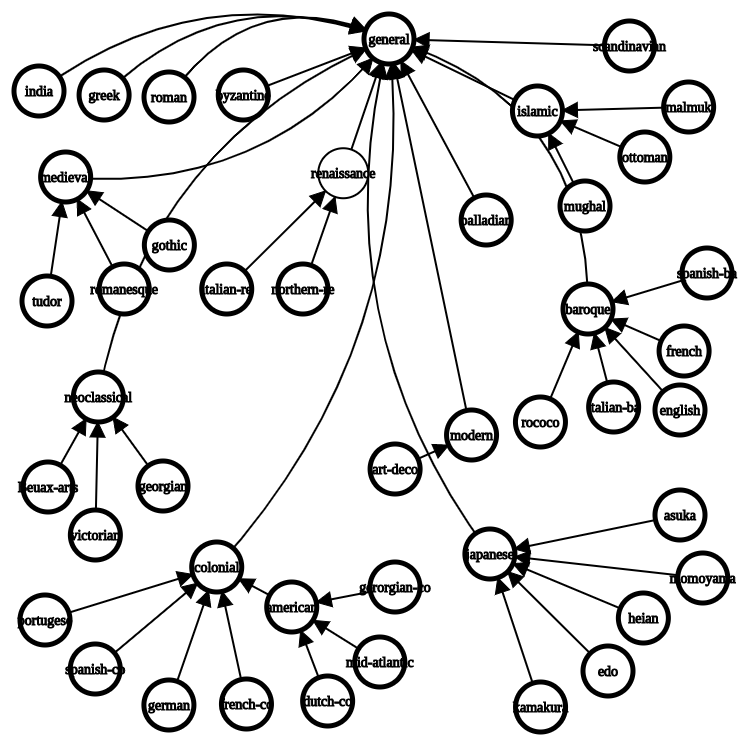 general
scandinavian
india
greek
roman
byzantine
islamic
malmuk
ottoman
medieval
renaissance
mughal
palladian
gothic
spanish-ba
tudor
romanesque
italian-re
northern-re
baroque
french
neoclassical
rococo
italian-ba
english
modern
art-deco
beuax-arts
georgian
victorian
asuka
colonial
japanese
momoyama
american
gerorgian-co
portugese
heian
spanish-co
mid-atlantic
edo
german
french-co
dutch-co
kamakura